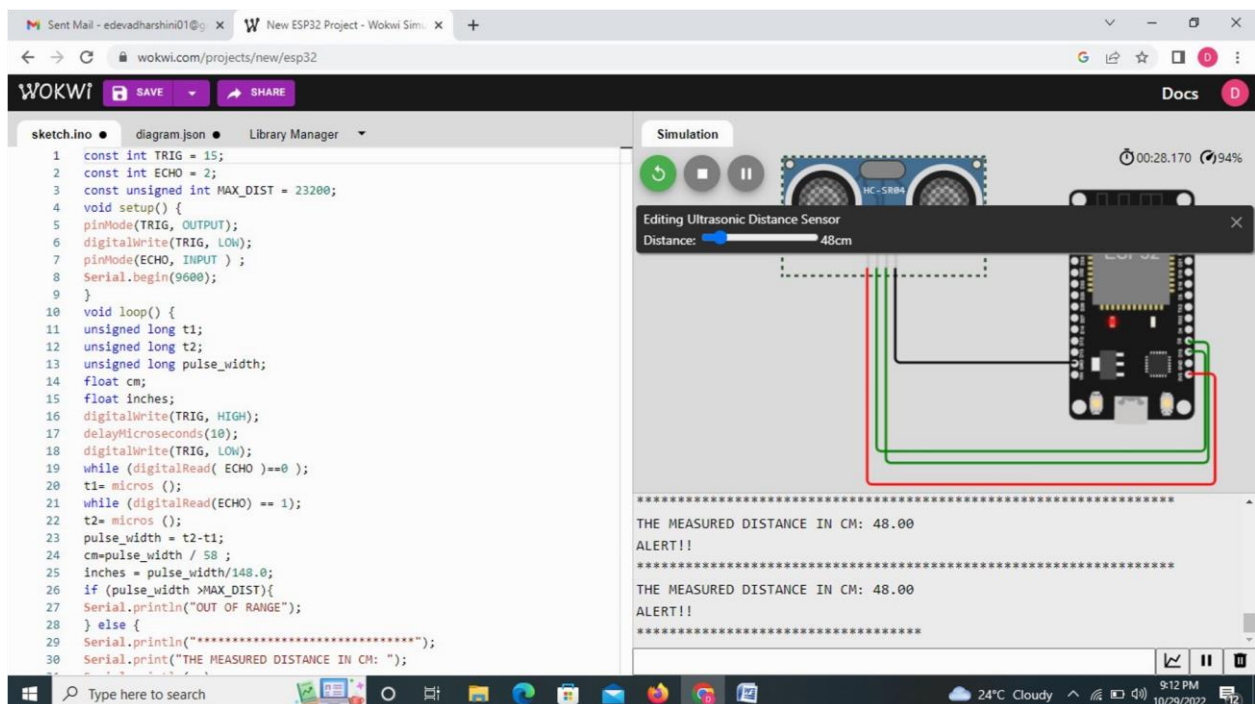 Sent Mail - edevadharshini01@g
New ESP32 Project - Wokwi Simu
wokwi.com/projects/new/esp32
G
D
WOKWi
SAVE
SHARE
Docs
D
sketch.ino ●
diagram.json ●
Library Manager
1 const int TRIG = 15;
2 const int ECHO = 2;
3 const unsigned int MAX_DIST = 23200;
4 void setup() {
5 pinMode(TRIG, OUTPUT);
6 digitalWrite(TRIG, LOW);
7 pinMode(ECHO, INPUT ) ;
8 Serial.begin(9600);
9 }
10 void loop() {
11 unsigned long t1;
12 unsigned long t2;
13 unsigned long pulse_width;
14 float cm;
15 float inches;
16 digitalWrite(TRIG, HIGH);
17 delayMicroseconds(10);
18 digitalWrite(TRIG, LOW);
19 while (digitalRead( ECHO )==0 );
20 t1= micros ();
21 while (digitalRead(ECHO) == 1);
22 t2= micros ();
23 pulse_width = t2-t1;
24 cm=pulse_width / 58 ;
25 inches = pulse_width/148.0;
26 if (pulse_width >MAX_DIST){
27 Serial.println("OUT OF RANGE");
28 } else {
29 Serial.println("********************************");
30 Serial.print("THE MEASURED DISTANCE IN CM: ");
Simulation
00:28.170 94%
HC-SR04
Editing Ultrasonic Distance Sensor
Distance: 48cm
ESP32
******************************************************************
THE MEASURED DISTANCE IN CM: 48.00
ALERT!!
******************************************************************
THE MEASURED DISTANCE IN CM: 48.00
ALERT!!
***********************************
Type here to search
24°C Cloudy
9:12 PM
10/29/2022
12